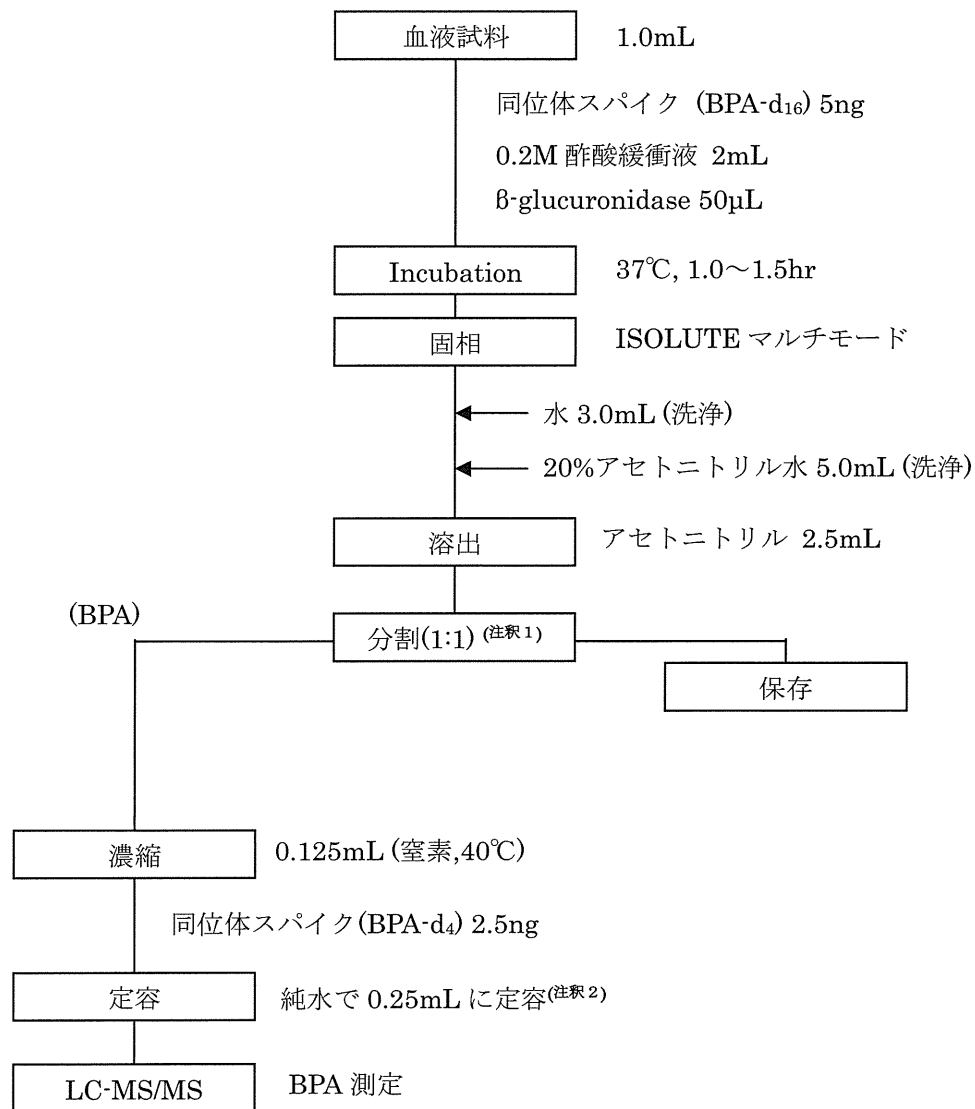 血液試料 1.0mL
同位体スパイク (BPA-d₁₆) 5ng
0.2M 酢酸緩衝液 2mL
β-glucuronidase 50μL
Incubation 37℃, 1.0～1.5hr
固相 ISOLUTE マルチモード
水 3.0mL (洗浄)
20%アセトニトリル水 5.0mL (洗浄)
溶出 アセトニトリル 2.5mL
(BPA)
分割(1:1) (注釈 1)
保存
濃縮 0.125mL (窒素,40℃)
同位体スパイク(BPA-d₄) 2.5ng
定容 純水で 0.25mL に定容(注釈 2)
LC-MS/MS BPA 測定